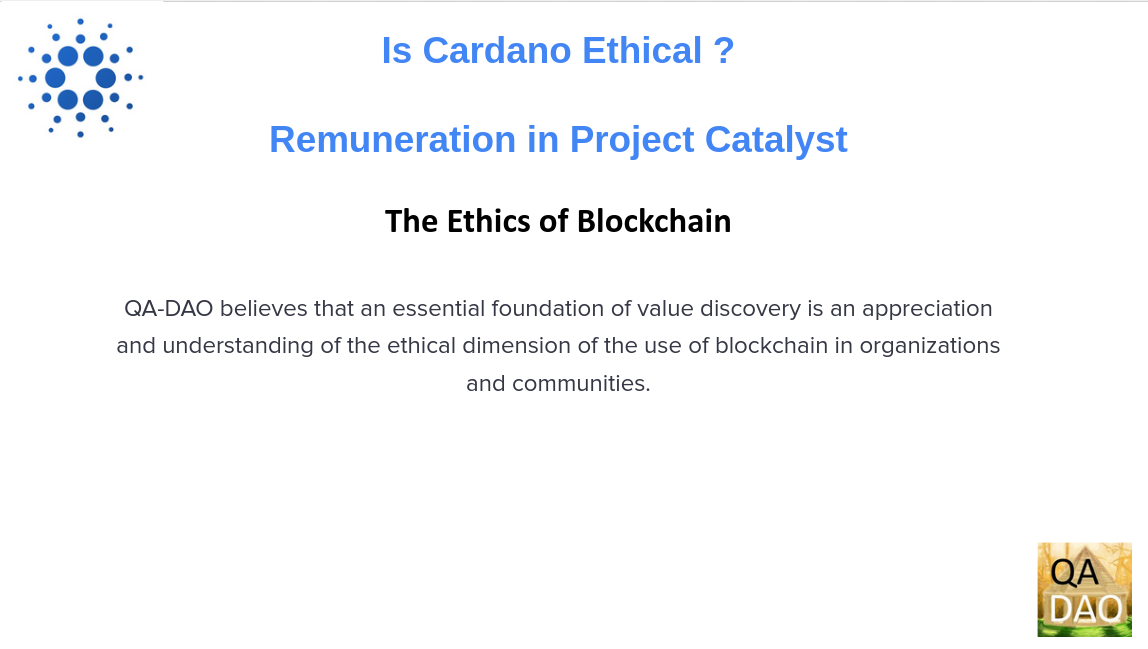 Is Cardano Ethical ?
Remuneration in Project Catalyst
The Ethics of Blockchain
QA-DAO believes that an essential foundation of value discovery is an appreciation
and understanding of the ethical dimension of the use of blockchain in organizations
and communities.
QA
DAO